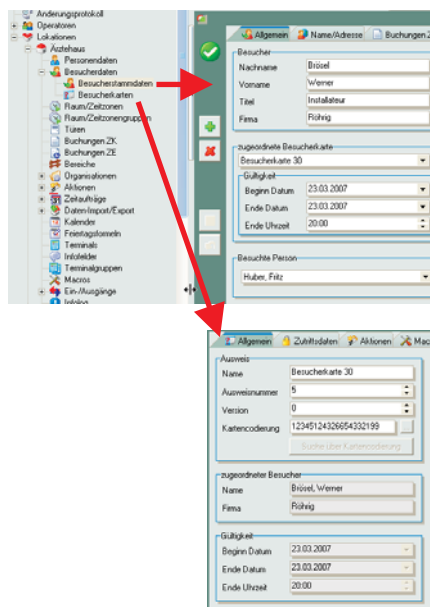 Änderungsprotokoll
Operatoren
Lokationen
Ärztehaus
Personendaten
Besucherdaten
Besucherstammdaten
Besucherkarten
Raum/Zeitzonen
Raum/Zeitzonengruppen
Türen
Buchungen ZK
Buchungen ZE
Bereiche
Organisationen
Aktionen
Zeitaufträge
Daten-Import/Export
Kalender
Feiertagsformeln
Terminals
Infofelder
Terminalgruppen
Macros
Ein-/Ausgänge
Infolog
Allgemein Name/Adresse Buchungen Z
Besucher
Nachname Brösel
Vorname Werner
Titel Installateur
Firma Röhrig
zugeordnete Besucherkarte
Besucherkarte 30
Gültigkeit
Beginn Datum 23.03.2007
Ende Datum 23.03.2007
Ende Uhrzeit 20:00
Besuchte Person
Huber, Fritz
Allgemein Zutrittsdaten Aktionen Mac
Ausweis
Name Besucherkarte 30
Ausweisnummer 5
Version 0
Kartencodierung 12345124326654332199
Suche über Kartencodierung
zugeordneter Besucher
Name Brösel, Werner
Firma Röhrig
Gültigkeit
Beginn Datum 23.03.2007
Ende Datum 23.03.2007
Ende Uhrzeit 20:00